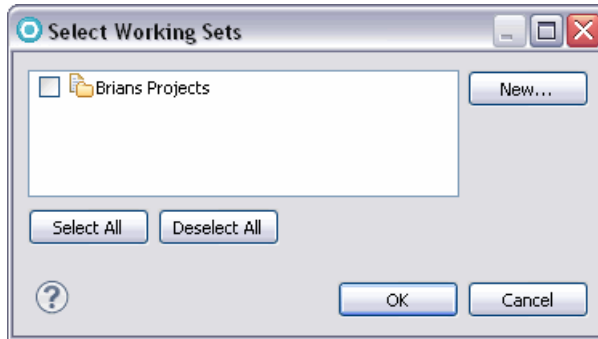 Select Working Sets
Brians Projects
New...
Select All
Deselect All
?
OK
Cancel